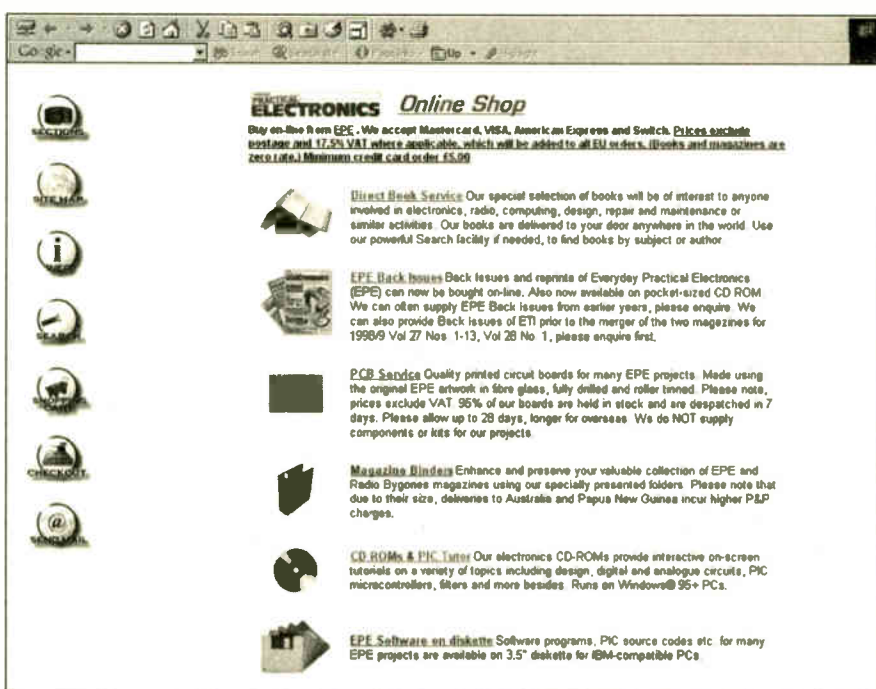 Google
Up
SECTIONS
SITE MAP
SEARCH
CHECKOUT
SEND MAIL
PRACTICAL
ELECTRONICS Online Shop
Buy on-line from EPE . We accept Mastercard, VISA, American Express and Switch. Prices exclude
postage and 17.5% VAT where applicable, which will be added to all EU orders. (Books and magazines are
zero rate.) Minimum credit card order £5.00
Direct Book Service Our special selection of books will be of interest to anyone
involved in electronics, radio, computing, design, repair and maintenance or
similar activities. Our books are delivered to your door anywhere in the world. Use
our powerful Search facility if needed, to find books by subject or author.
EPE Back Issues Back Issues and reprints of Everyday Practical Electronics
(EPE) can now be bought on-line. Also now available on pocket-sized CD ROM.
We can often supply EPE Back Issues from earlier years, please enquire. We
can also provide Back issues of ETI prior to the merger of the two magazines for
1998/9 Vol 27 Nos. 1-13, Vol 28 No. 1, please enquire first.
PCB Service Quality printed circuit boards for many EPE projects. Made using
the original EPE artwork in fibre glass, fully drilled and roller tinned. Please note,
prices exclude VAT. 95% of our boards are held in stock and are despatched in 7
days. Please allow up to 28 days, longer for overseas. We do NOT supply
components or kits for our projects.
Magazine Binders Enhance and preserve your valuable collection of EPE and
Radio Bygones magazines using our specially presented folders. Please note that
due to their size, deliveries to Australia and Papua New Guinea incur higher P&P
charges.
CD-ROMs & PIC Tutor Our electronics CD-ROMs provide interactive on-screen
tutorials on a variety of topics including design, digital and analogue circuits, PIC
microcontrollers, filters and more besides. Runs on Windows® 95+ PCs.
EPE Software on diskette Software programs, PIC source codes etc. for many
EPE projects are available on 3.5" diskette for IBM-compatible PCs.